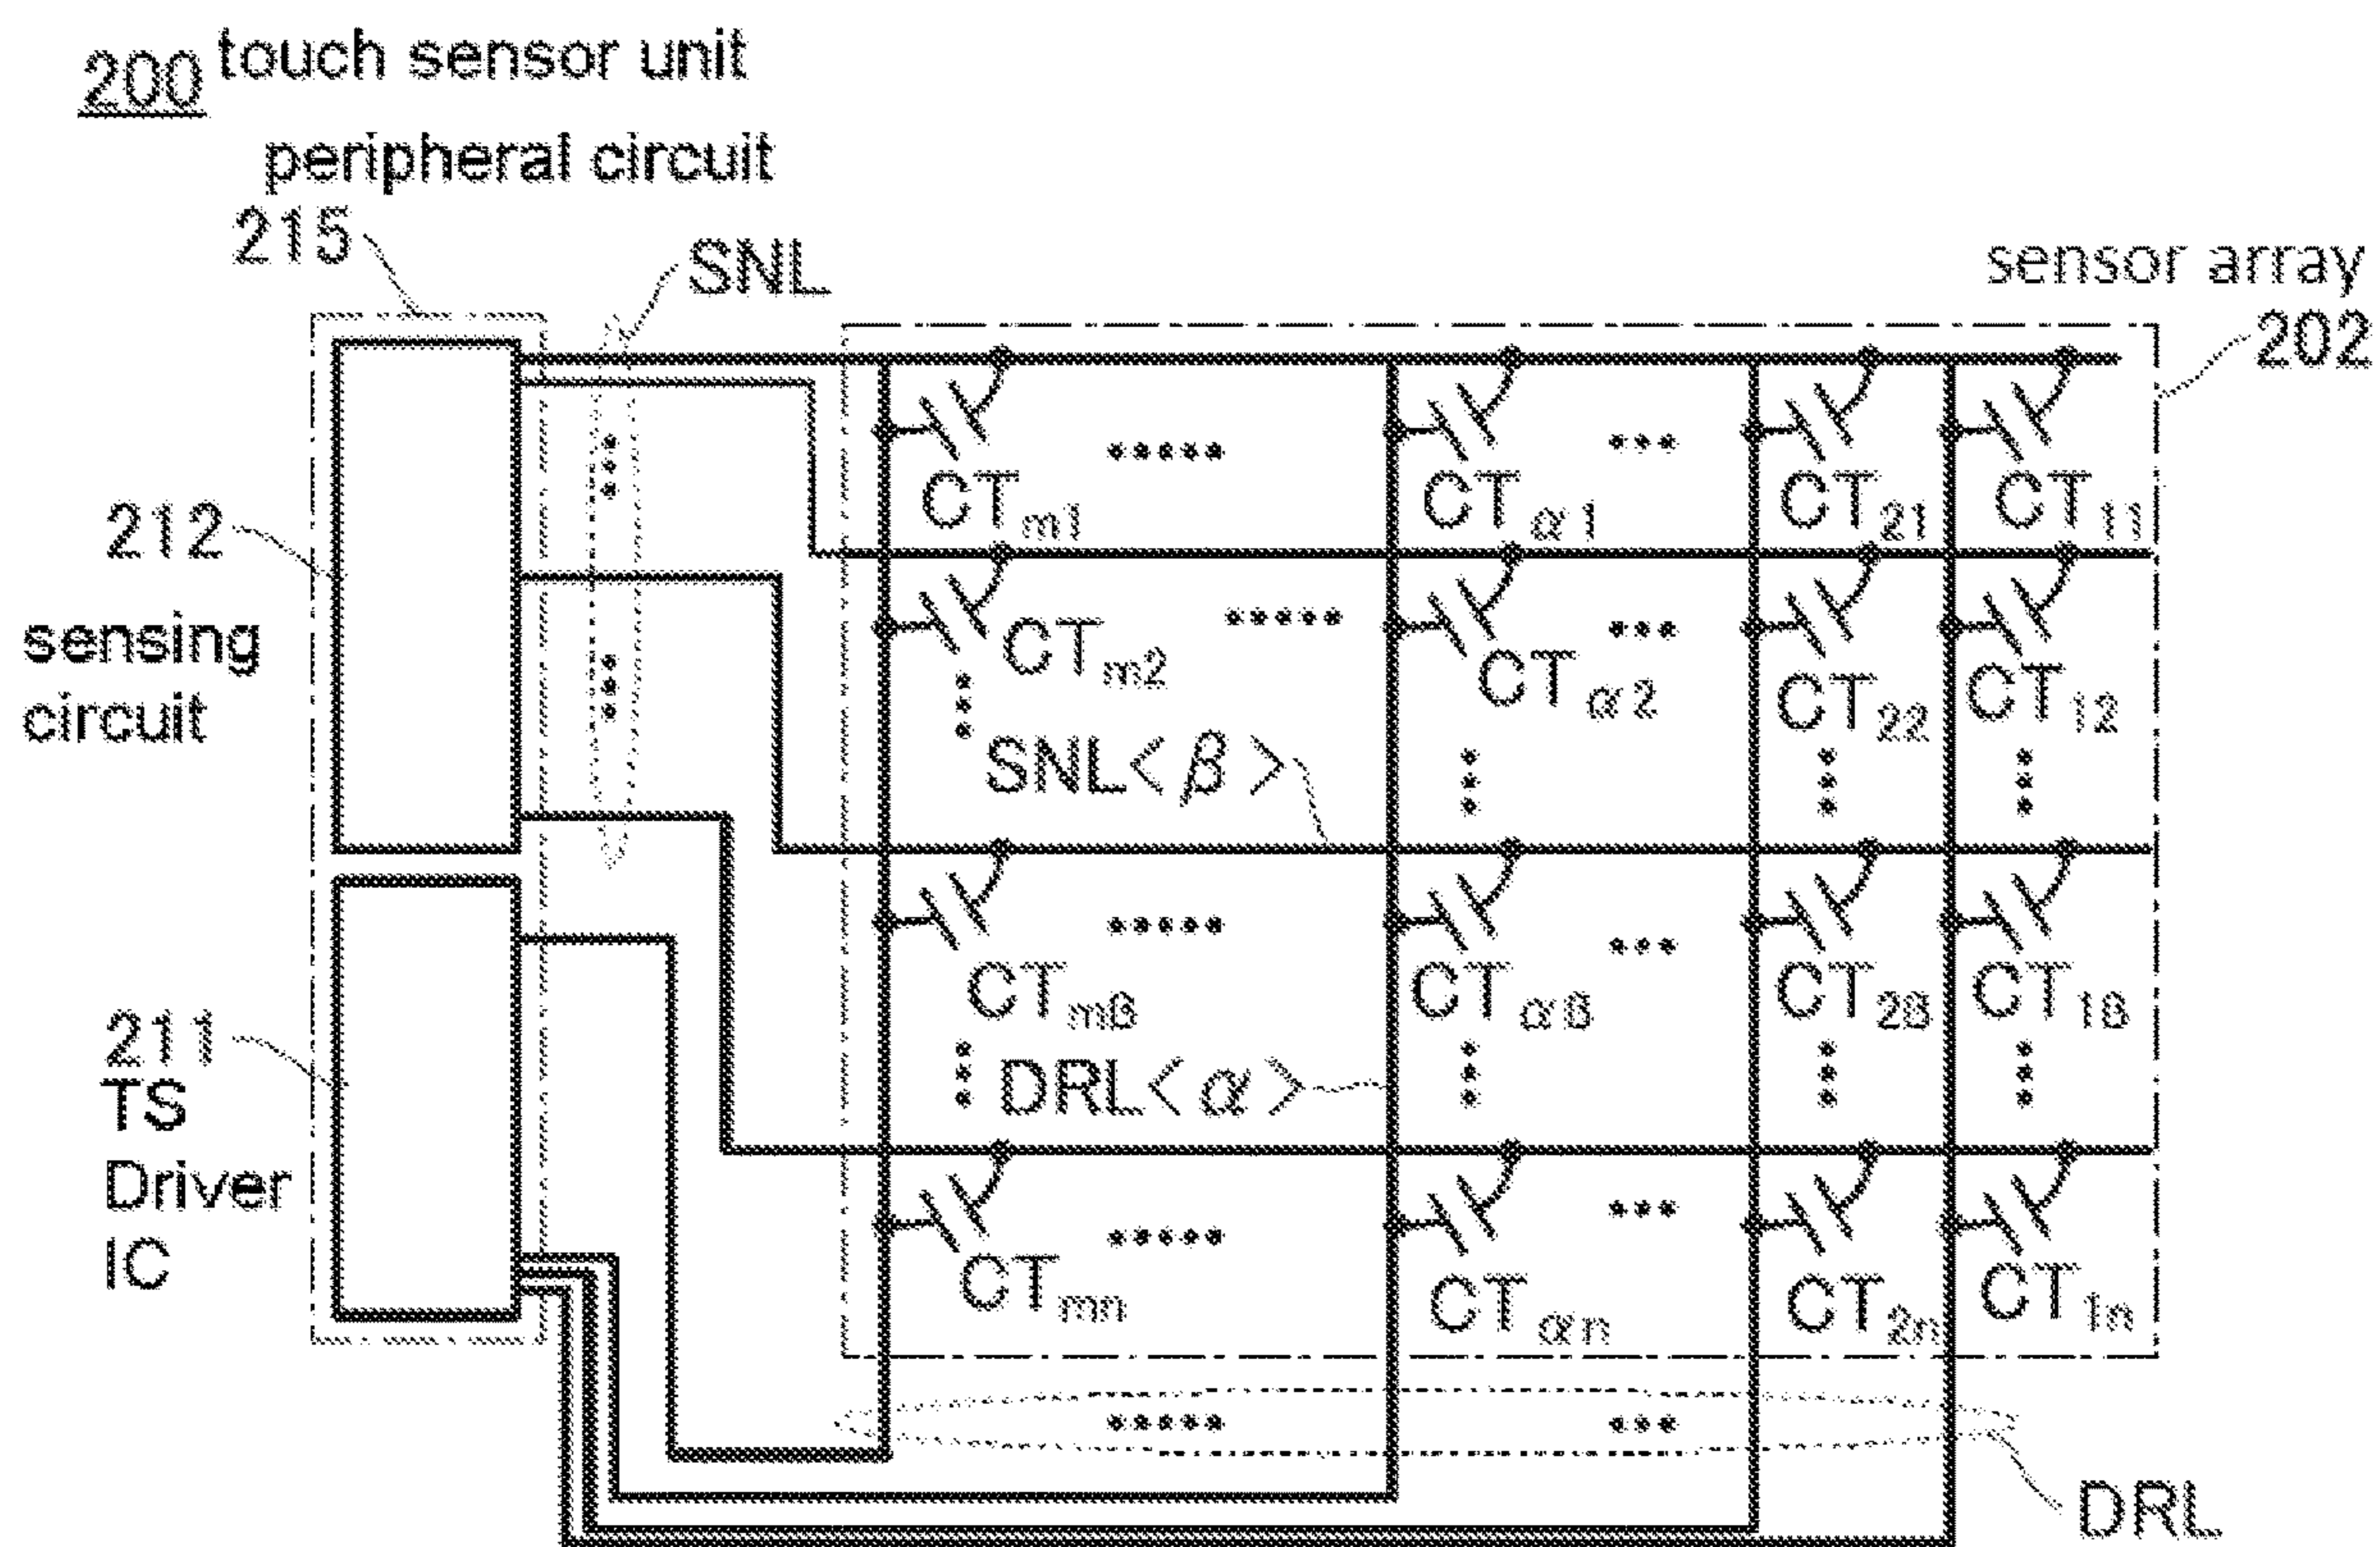 200 touch sensor unit
peripheral circuit
215
SNL
sensor array
202
212
sensing
circuit
CTm1
CTα1
CT21
CT11
CTm2
CTα2
CT22
CT12
SNL<β>
CTmβ
CTαβ
CT2β
CT1β
211
TS
Driver
IC
DRL<α>
CTmn
CTαn
CT2n
CT1n
DRL